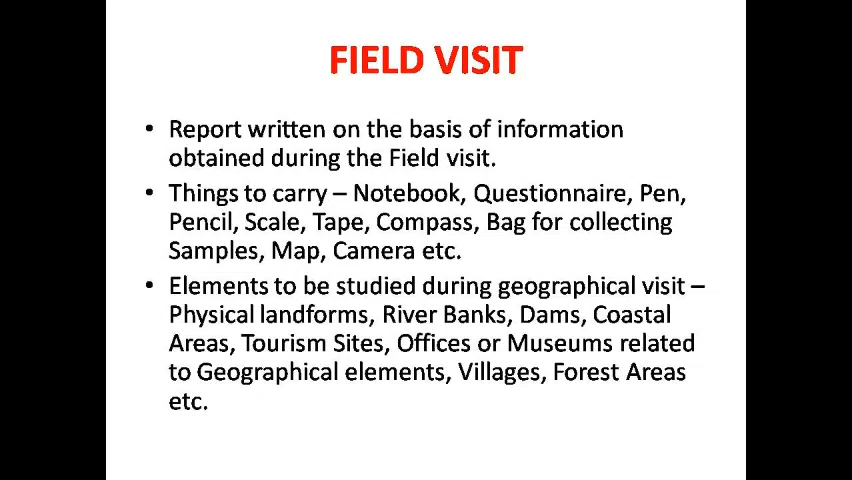 FIELD VISIT
• Report written on the basis of information
obtained during the Field visit.
• Things to carry – Notebook, Questionnaire, Pen,
Pencil, Scale, Tape, Compass, Bag for collecting
Samples, Map, Camera etc.
• Elements to be studied during geographical visit –
Physical landforms, River Banks, Dams, Coastal
Areas, Tourism Sites, Offices or Museums related
to Geographical elements, Villages, Forest Areas
etc.